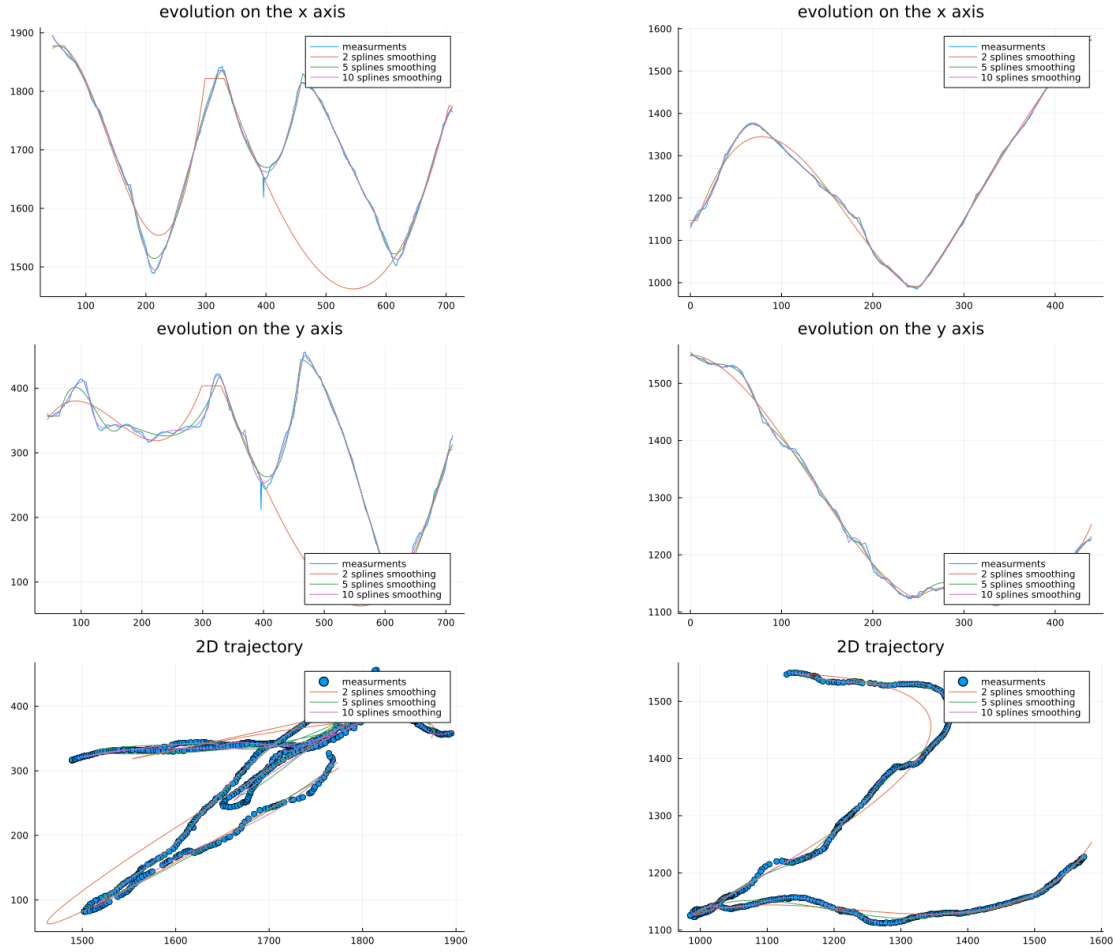 evolution on the x axis
1900
1800
1700
1600
1500
100 200 300 400 500 600 700
measurments
2 splines smoothing
5 splines smoothing
10 splines smoothing
evolution on the x axis
1600
1500
1400
1300
1200
1100
1000
0 100 200 300 400
measurments
2 splines smoothing
5 splines smoothing
10 splines smoothing
evolution on the y axis
400
300
200
100
100 200 300 400 500 600 700
measurments
2 splines smoothing
5 splines smoothing
10 splines smoothing
evolution on the y axis
1500
1400
1300
1200
1100
0 100 200 300 400
measurments
2 splines smoothing
5 splines smoothing
10 splines smoothing
2D trajectory
400
300
200
100
1500 1600 1700 1800 1900
measurments
2 splines smoothing
5 splines smoothing
10 splines smoothing
2D trajectory
1500
1400
1300
1200
1100
1000 1100 1200 1300 1400 1500 1600
measurments
2 splines smoothing
5 splines smoothing
10 splines smoothing